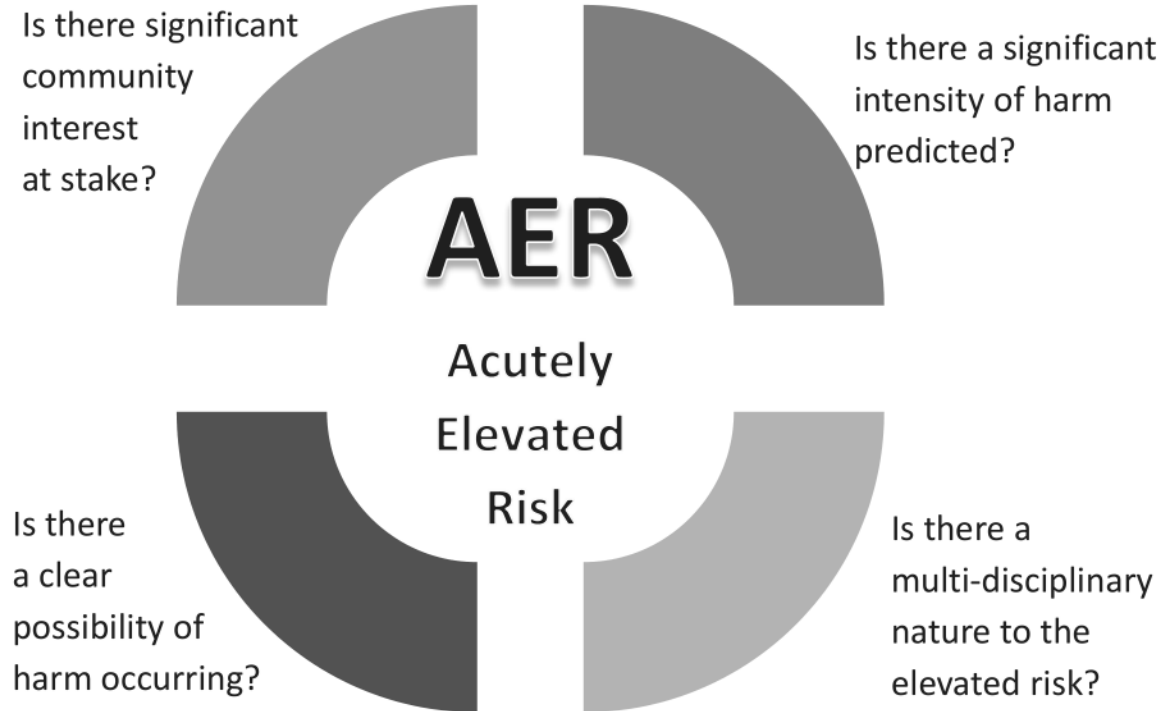 Is there significant
community
interest
at stake?
Is there a significant
intensity of harm
predicted?
AER
Acutely
Elevated
Risk
Is there
a clear
possibility of
harm occurring?
Is there a
multi-disciplinary
nature to the
elevated risk?